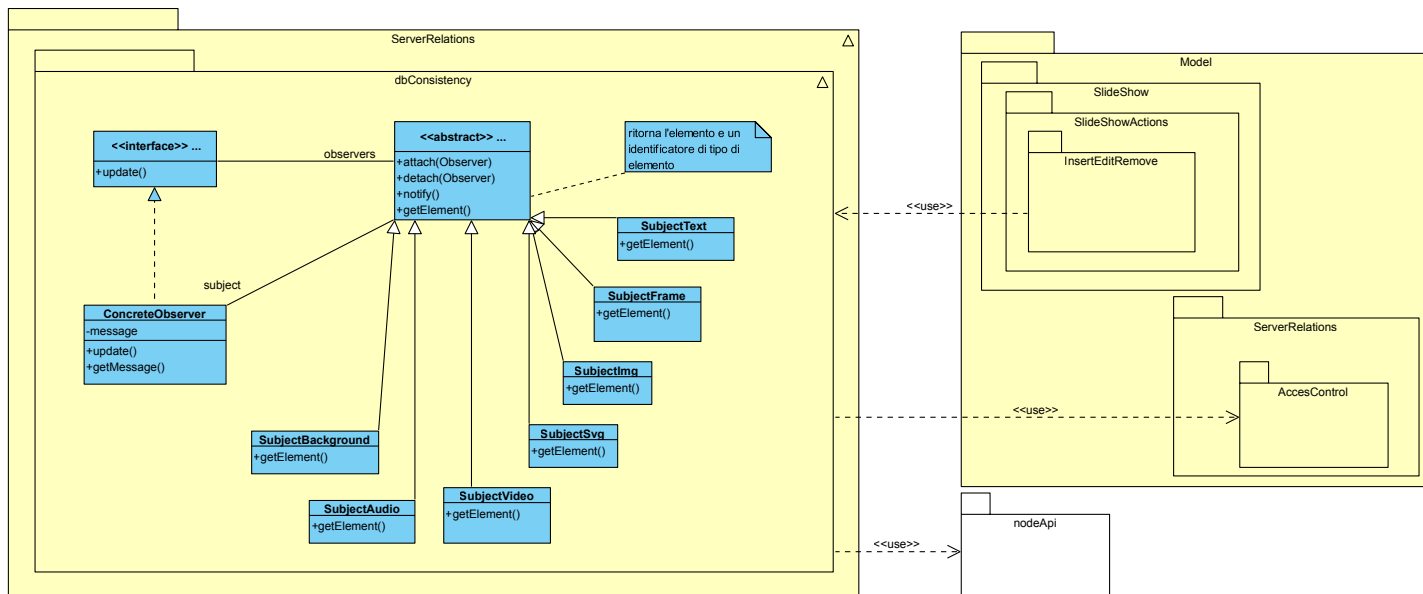 ServerRelations
dbConsistency
<<interface>> ...
+update()
observers
<<abstract>> ...
+attach(Observer)
+detach(Observer)
+notify()
+getElement()
ritorna l'elemento e un
identificatore di tipo di
elemento
SubjectText
+getElement()
SubjectFrame
+getElement()
subject
ConcreteObserver
-message
+update()
+getMessage()
SubjectImg
+getElement()
SubjectSvg
+getElement()
SubjectBackground
+getElement()
SubjectVideo
+getElement()
SubjectAudio
+getElement()
Model
SlideShow
SlideShowActions
InsertEditRemove
<<use>>
ServerRelations
AccesControl
<<use>>
nodeApi
<<use>>